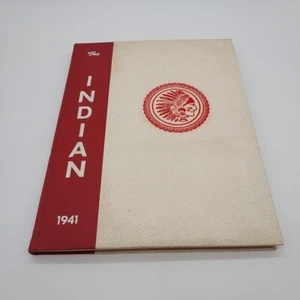 The
INDIAN
1941